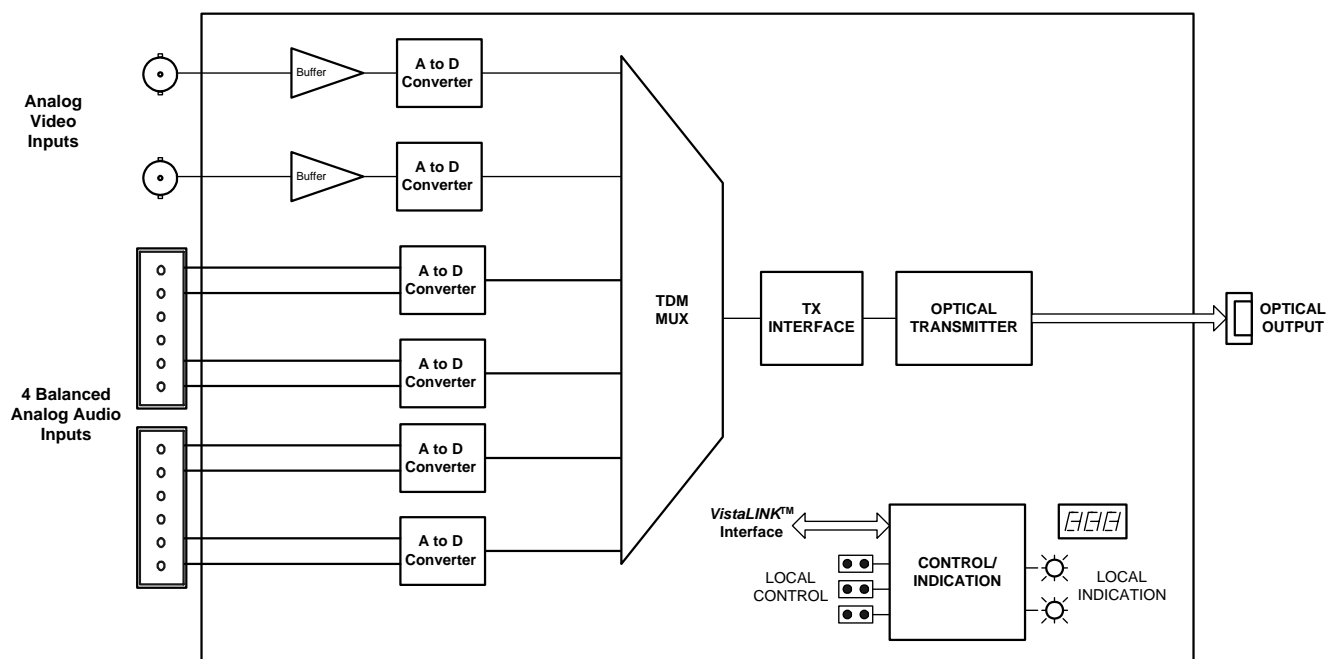 Analog
Video
Inputs
Buffer
A to D
Converter
Buffer
A to D
Converter
A to D
Converter
A to D
Converter
4 Balanced
Analog Audio
Inputs
A to D
Converter
A to D
Converter
TDM
MUX
TX
INTERFACE
OPTICAL
TRANSMITTER
OPTICAL
OUTPUT
VistaLINK™
Interface
LOCAL
CONTROL
CONTROL/
INDICATION
LOCAL
INDICATION